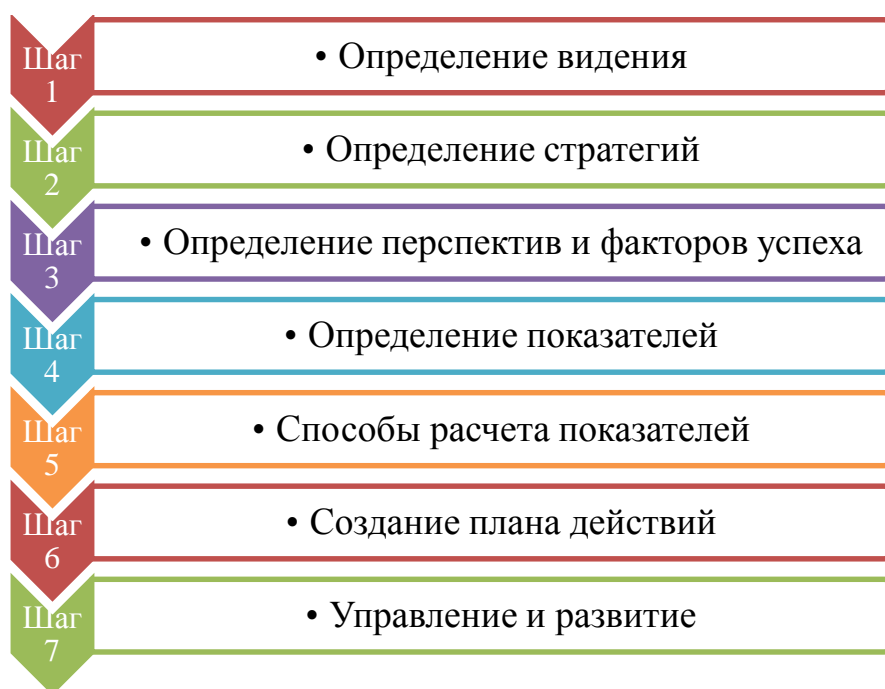 Шаг
1
• Определение видения
Шаг
2
• Определение стратегий
Шаг
3
• Определение перспектив и факторов успеха
Шаг
4
• Определение показателей
Шаг
5
• Способы расчета показателей
Шаг
6
• Создание плана действий
Шаг
7
• Управление и развитие